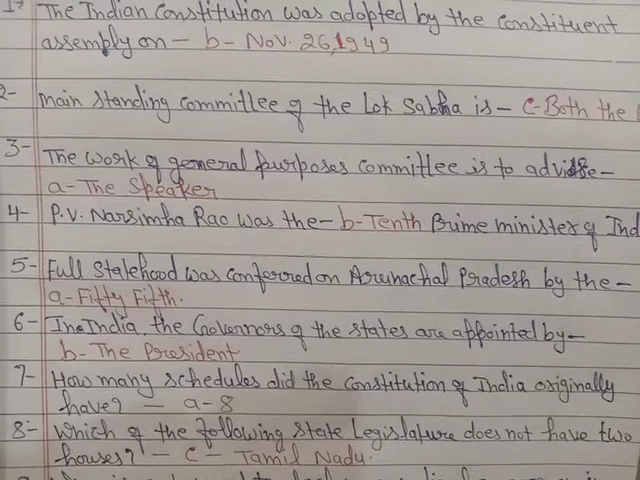 1- The Indian Constitution was adopted by the Constituent
assembly on - b- Nov. 26,1949
2- Main Standing Committee of the Lok Sabha is - C-Both the
3- The work of general purposes committee is to advise-
a-The Speaker
4- P.V. Narsimha Rao was the - b-Tenth Prime minister of Ind
5- Full Statehood was conferred on Arunachal Pradesh by the -
a-Fifty Fifth.
6- In India, the Governors of the states are appointed by-
b- The President
7- How many schedules did the Constitution of India originally
have? - a-8
8- Which of the following State Legislature does not have two
houses? - C - Tamil Nadu.